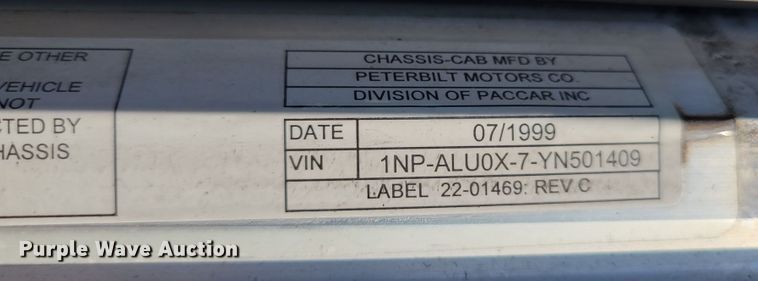 E OTHER
VEHICLE
NOT
CTED BY
HASSIS
CHASSIS-CAB MFD BY
PETERBILT MOTORS CO.
DIVISION OF PACCAR INC
DATE 07/1999
VIN 1NP-ALU0X-7-YN501409
LABEL 22-01469: REV.C
Purple Wave Auction